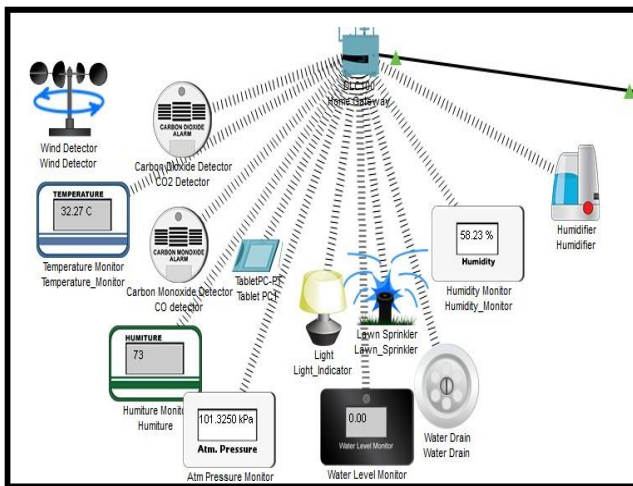 DLC100
Home Gateway
Wind Detector
Wind Detector
CARBON DIOXIDE
ALARM
Carbon Dioxide Detector
CO2 Detector
TEMPERATURE
32.27 C
Temperature Monitor
Temperature_Monitor
CARBON MONOXIDE
ALARM
Carbon Monoxide Detector
CO detector
TabletPC-PT
Tablet PC1
Humidifier
Humidifier
58.23 %
Humidity
Humidity Monitor
Humidity_Monitor
HUMITURE
73
Humiture Monitor
Humiture
Light
Light_Indicator
Lawn Sprinkler
Lawn_Sprinkler
101.3250 kPa
Atm. Pressure
Atm Pressure Monitor
0.00
Water Level Monitor
Water Level Monitor
Water Drain
Water Drain